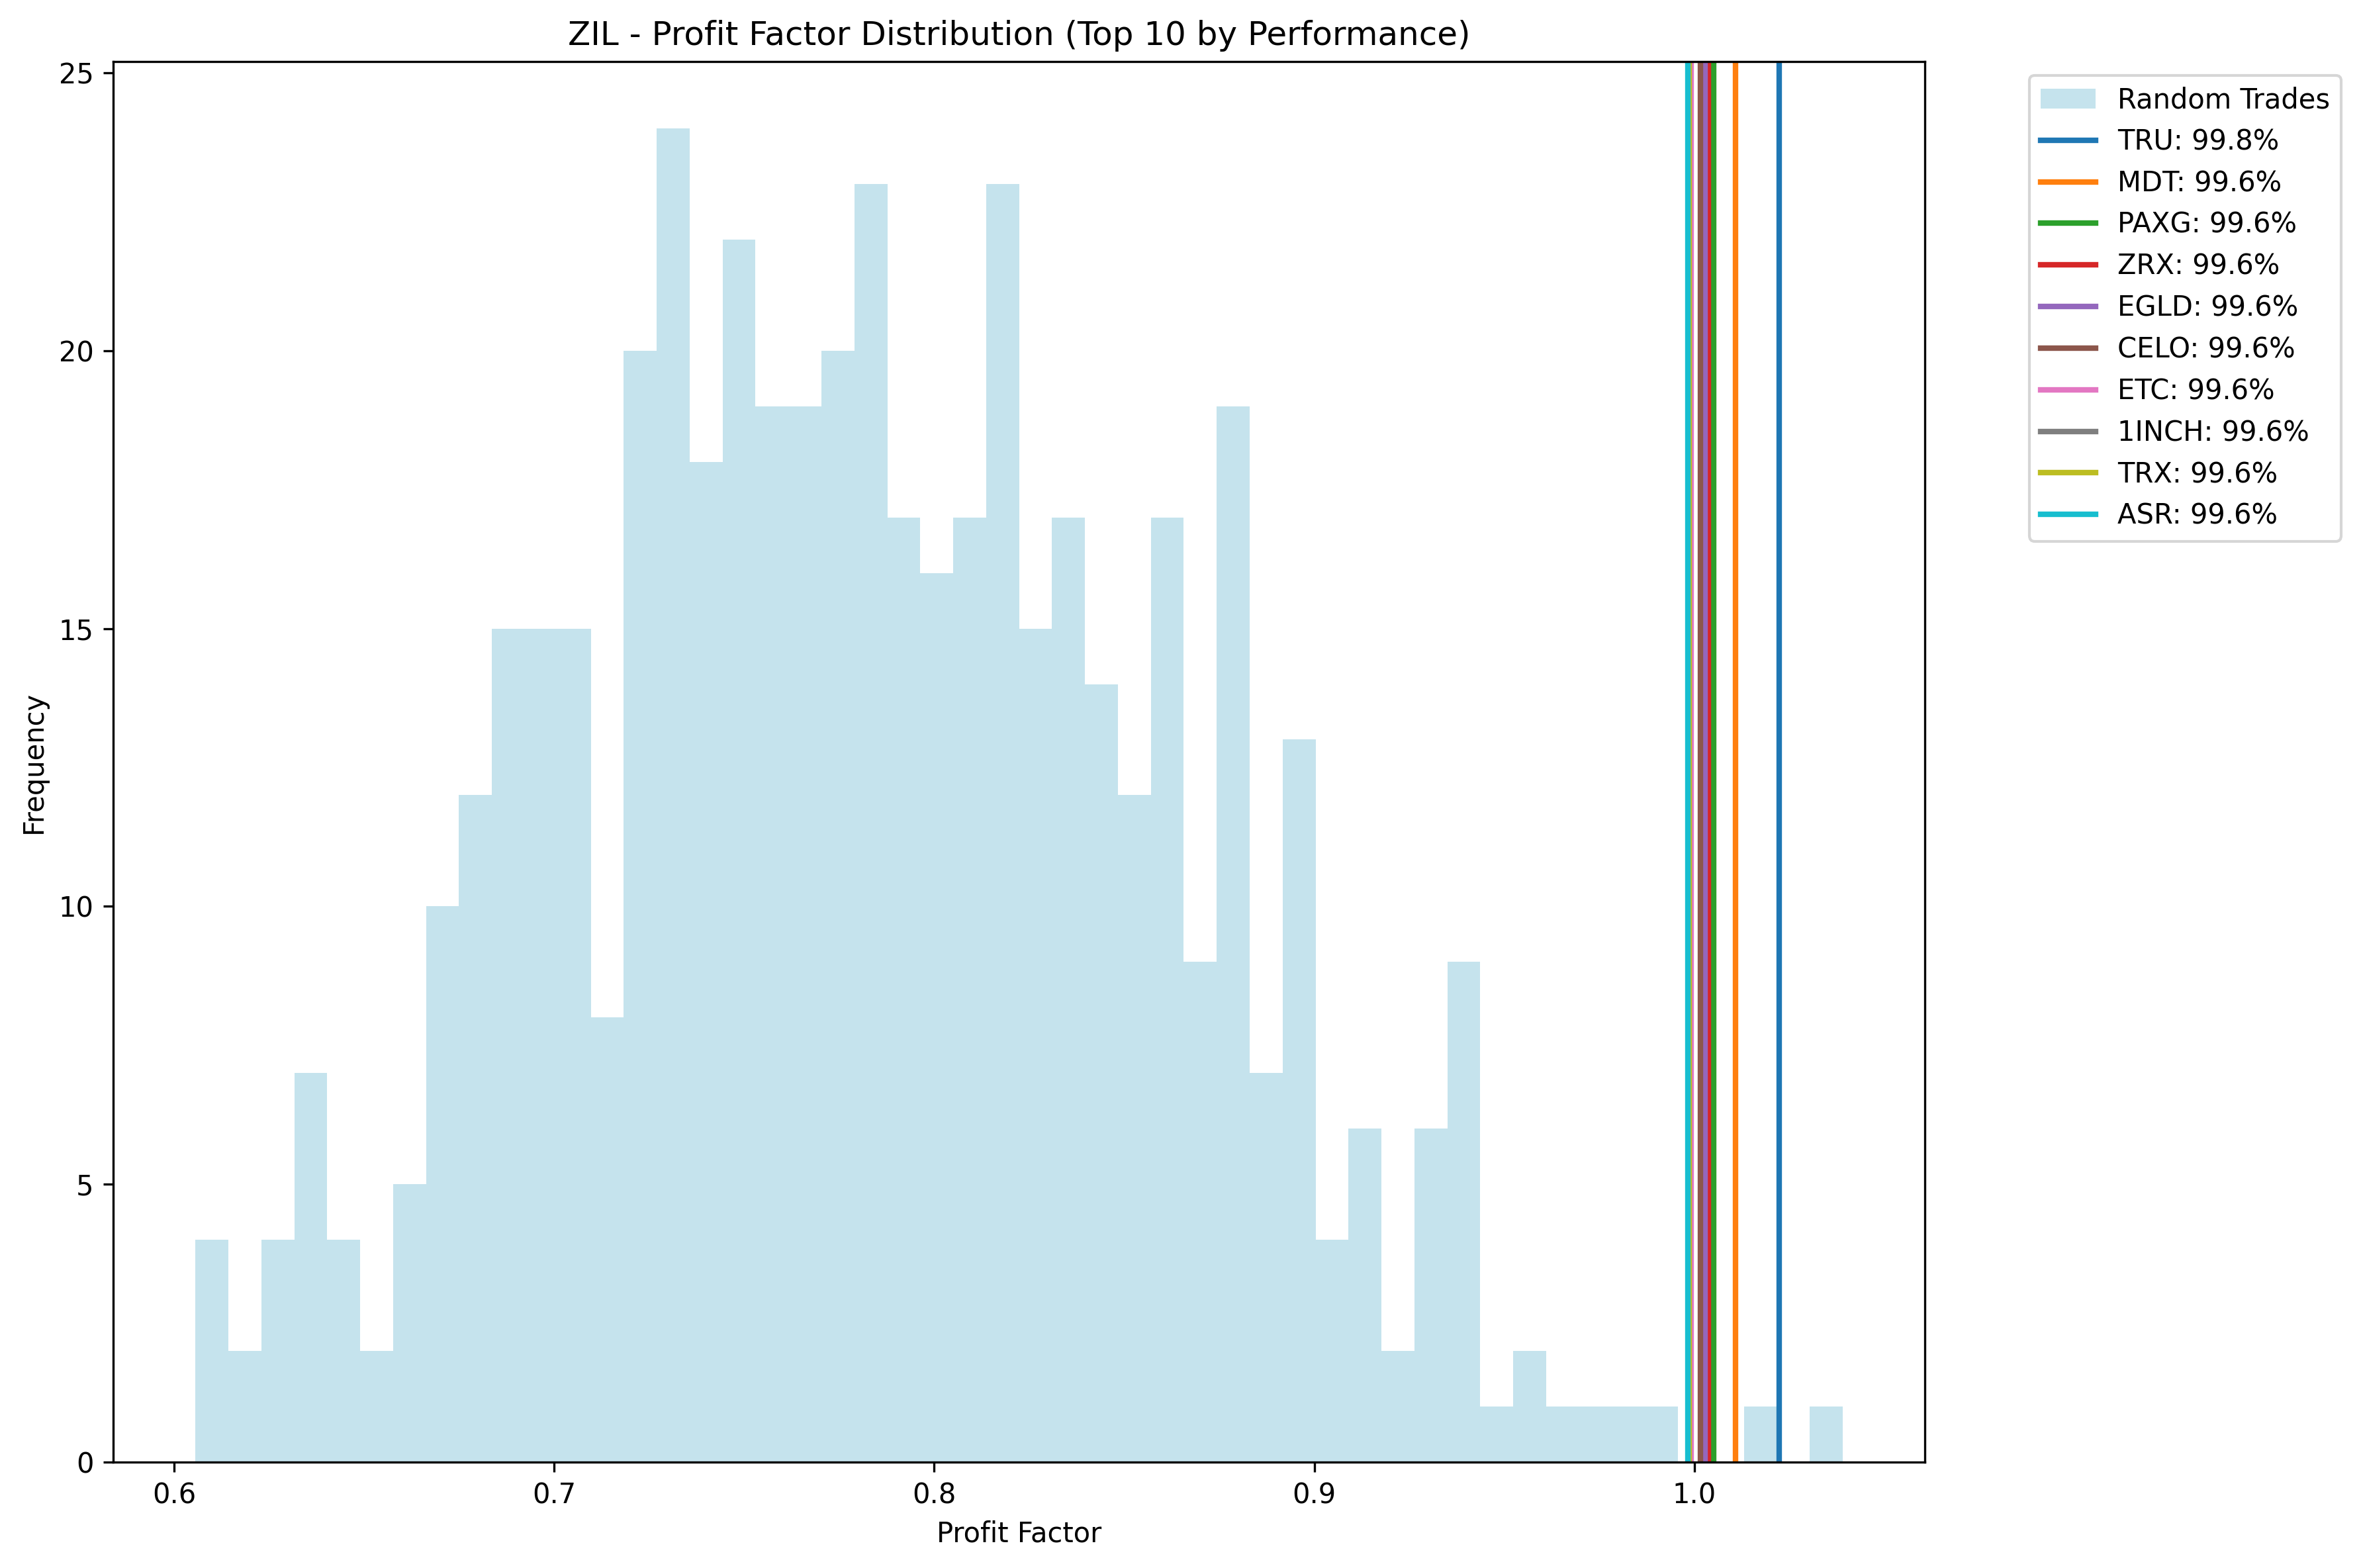 ZIL - Profit Factor Distribution (Top 10 by Performance)
25
20
15
10
5
0
Frequency
0.6 0.7 0.8 0.9 1.0
Profit Factor
Random Trades
TRU: 99.8%
MDT: 99.6%
PAXG: 99.6%
ZRX: 99.6%
EGLD: 99.6%
CELO: 99.6%
ETC: 99.6%
1INCH: 99.6%
TRX: 99.6%
ASR: 99.6%